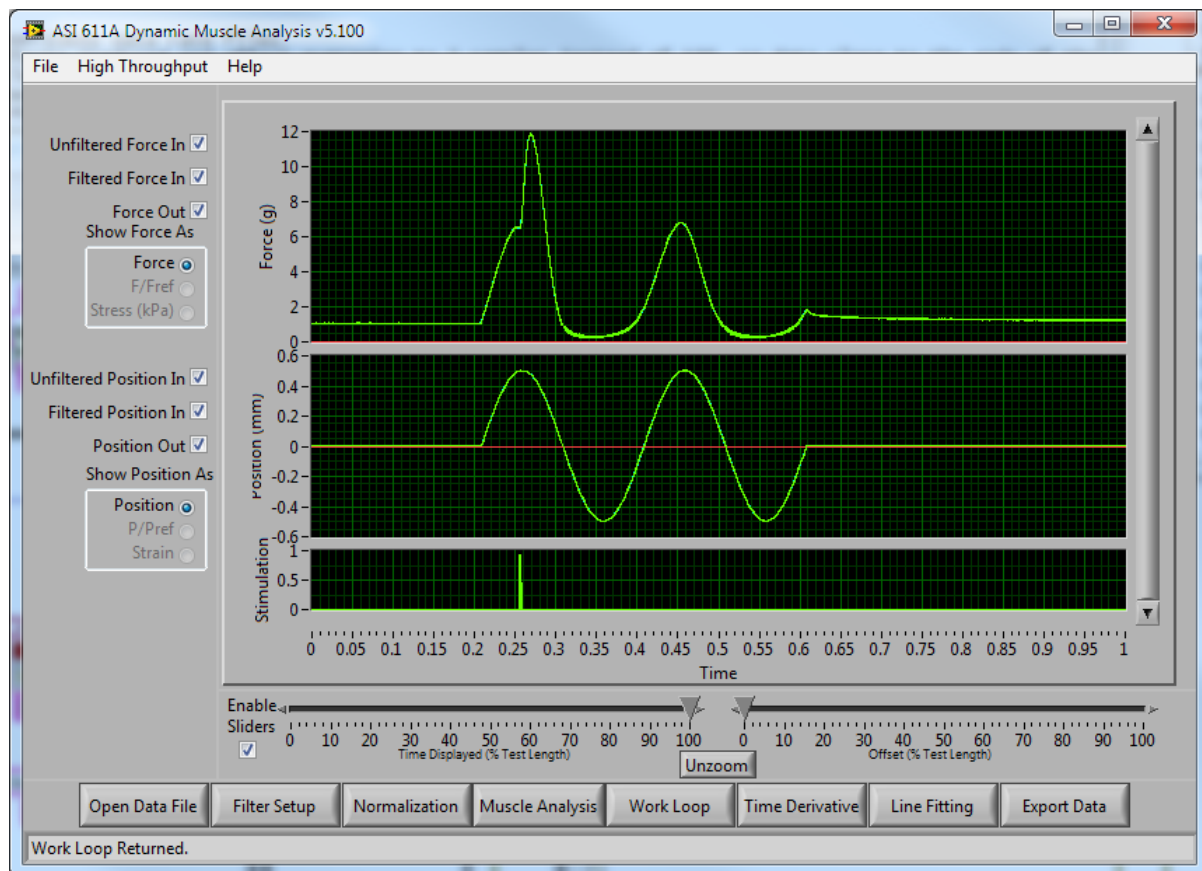 ASI 611A Dynamic Muscle Analysis v5.100
File High Throughput Help
Unfiltered Force In
Filtered Force In
Force Out
Show Force As
Force
F/Fref
Stress (kPa)
12
10
8
6
4
2
0
Force (g)
Unfiltered Position In
Filtered Position In
Position Out
Show Position As
Position
P/Pref
Strain
0.6
0.4
0.2
0
-0.2
-0.4
-0.6
Position (mm)
1
0.5
0
Stimulation
0 0.05 0.1 0.15 0.2 0.25 0.3 0.35 0.4 0.45 0.5 0.55 0.6 0.65 0.7 0.75 0.8 0.85 0.9 0.95 1
Time
Enable
Sliders
0 10 20 30 40 50 60 70 80 90 100
Time Displayed (% Test Length)
0 10 20 30 40 50 60 70 80 90 100
Offset (% Test Length)
Unzoom
Open Data File Filter Setup Normalization Muscle Analysis Work Loop Time Derivative Line Fitting Export Data
Work Loop Returned.